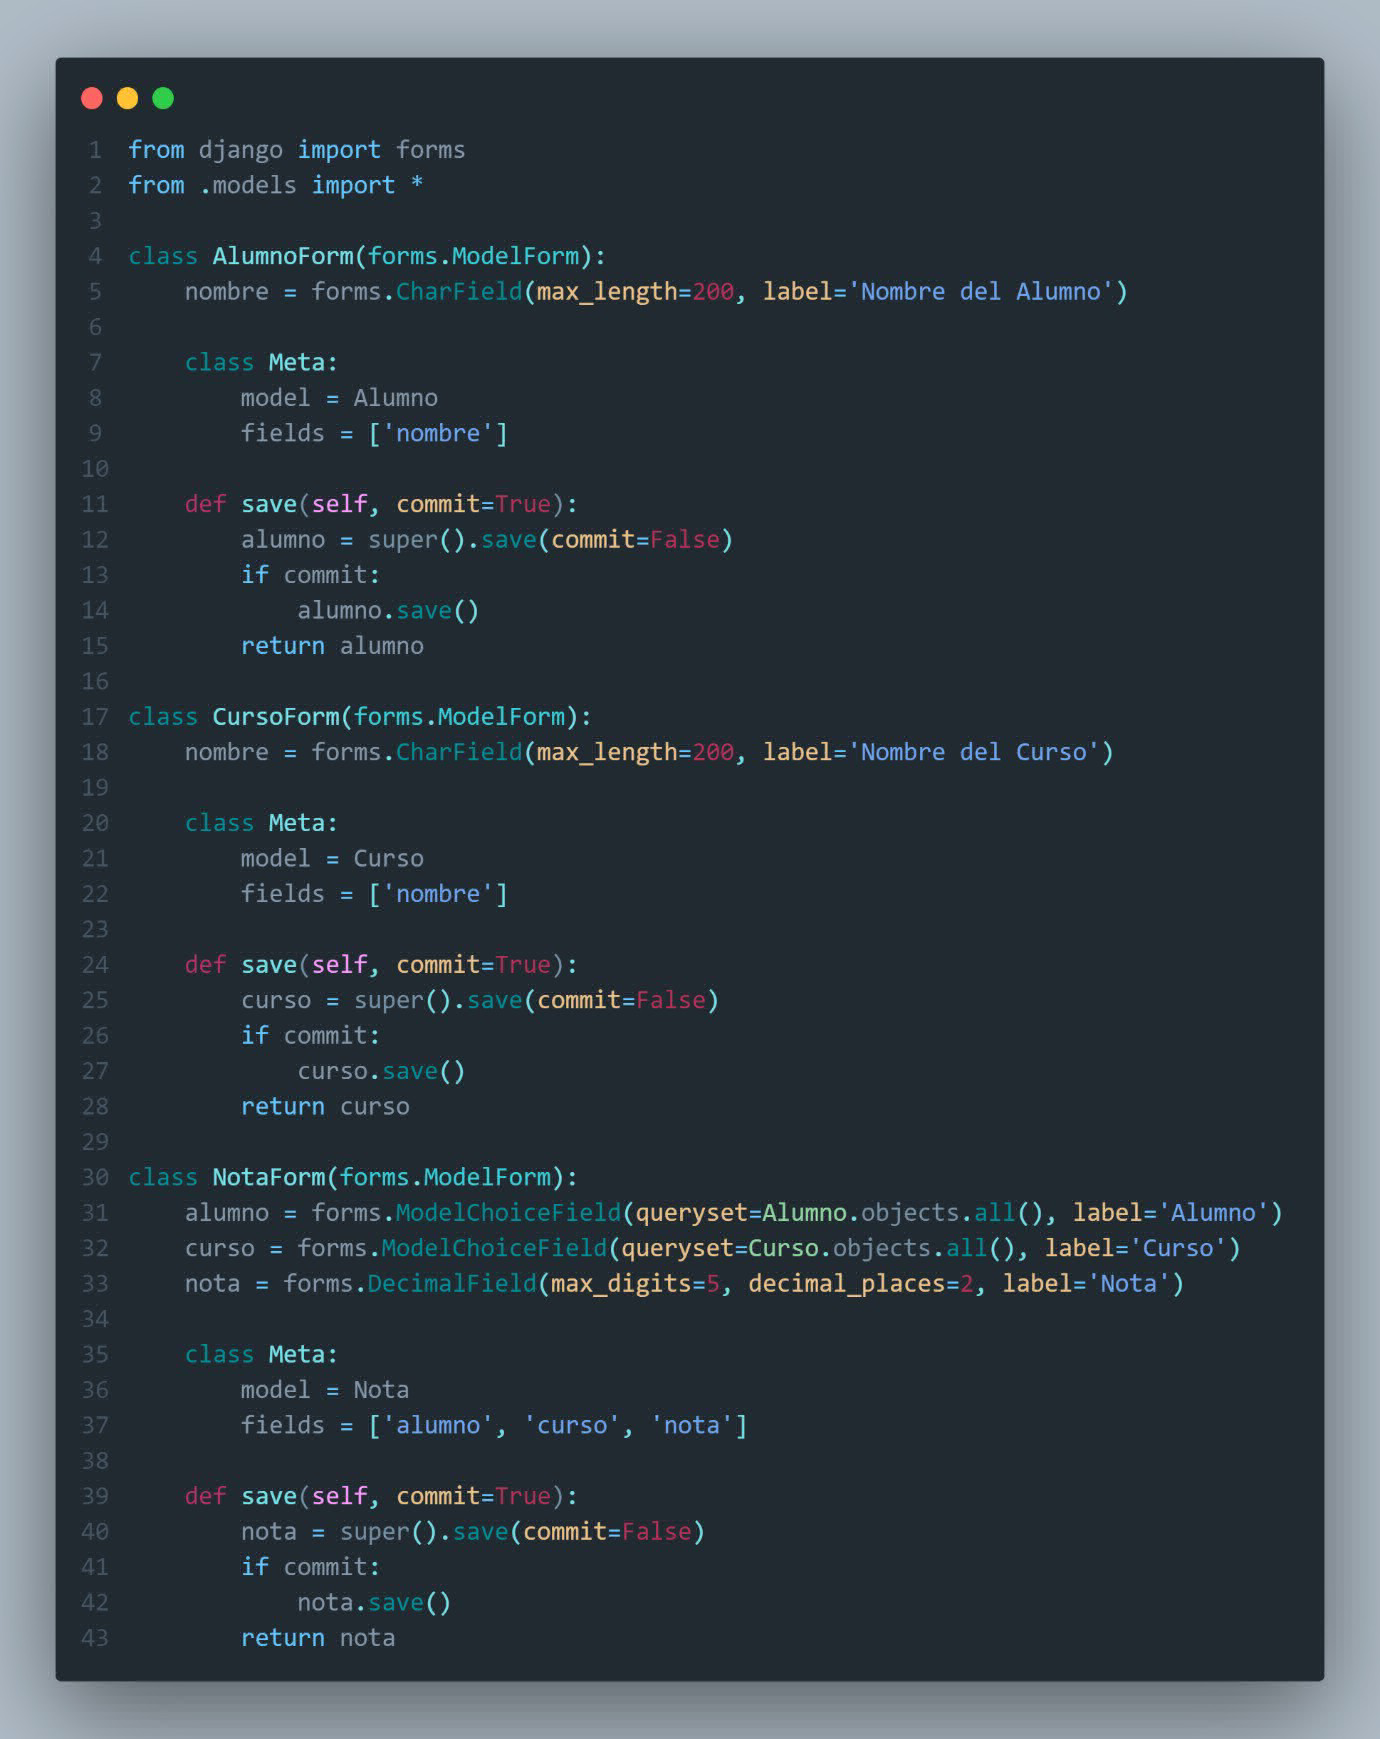 1 from django import forms
2 from .models import *
3
4 class AlumnoForm(forms.ModelForm):
5     nombre = forms.CharField(max_length=200, label='Nombre del Alumno')
6
7     class Meta:
8         model = Alumno
9         fields = ['nombre']
10
11     def save(self, commit=True):
12         alumno = super().save(commit=False)
13         if commit:
14             alumno.save()
15         return alumno
16
17 class CursoForm(forms.ModelForm):
18     nombre = forms.CharField(max_length=200, label='Nombre del Curso')
19
20     class Meta:
21         model = Curso
22         fields = ['nombre']
23
24     def save(self, commit=True):
25         curso = super().save(commit=False)
26         if commit:
27             curso.save()
28         return curso
29
30 class NotaForm(forms.ModelForm):
31     alumno = forms.ModelChoiceField(queryset=Alumno.objects.all(), label='Alumno')
32     curso = forms.ModelChoiceField(queryset=Curso.objects.all(), label='Curso')
33     nota = forms.DecimalField(max_digits=5, decimal_places=2, label='Nota')
34
35     class Meta:
36         model = Nota
37         fields = ['alumno', 'curso', 'nota']
38
39     def save(self, commit=True):
40         nota = super().save(commit=False)
41         if commit:
42             nota.save()
43         return nota